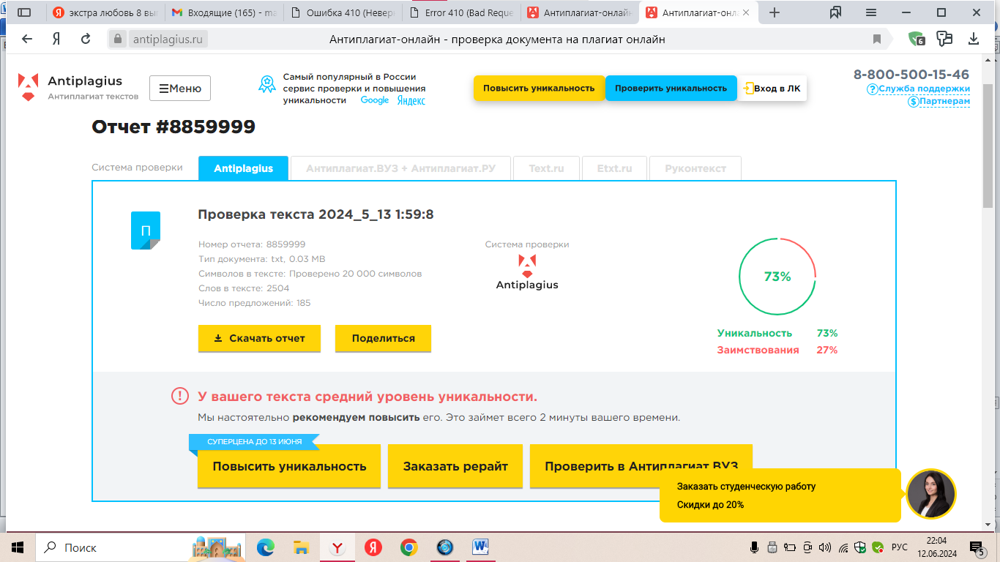 экстра любовь 8 вы
Входящие (165) - ma
Ошибка 410 (Невер
Error 410 (Bad Reque
Антиплагиат-онлайн
Антиплагиат-онла
antiplagius.ru
Антиплагиат-онлайн - проверка документа на плагиат онлайн
6
Antiplagius
Антиплагиат текстов
Меню
Самый популярный в России
сервис проверки и повышения
уникальности Google Яндекс
Повысить уникальность
Проверить уникальность
Вход в ЛК
8-800-500-15-46
Служба поддержки
Партнерам
Отчет #8859999
Система проверки
Antiplagius
Антиплагиат.ВУЗ + Антиплагиат.РУ
Text.ru
Etxt.ru
Руконтекст
П
Проверка текста 2024_5_13 1:59:8
Номер отчета: 8859999
Тип документа: txt, 0.03 MB
Символов в тексте: Проверено 20 000 символов
Слов в тексте: 2504
Число предложений: 185
Система проверки
Antiplagius
73%
Уникальность 73%
Заимствования 27%
Скачать отчет
Поделиться
У вашего текста средний уровень уникальности.
Мы настоятельно рекомендуем повысить его. Это займет всего 2 минуты вашего времени.
СУПЕРЦЕНА ДО 13 ИЮНЯ
Повысить уникальность
Заказать рерайт
Проверить в Антиплагиат ВУЗ
Заказать студенческую работу
Скидки до 20%
Поиск
РУС
22:04
12.06.2024
5